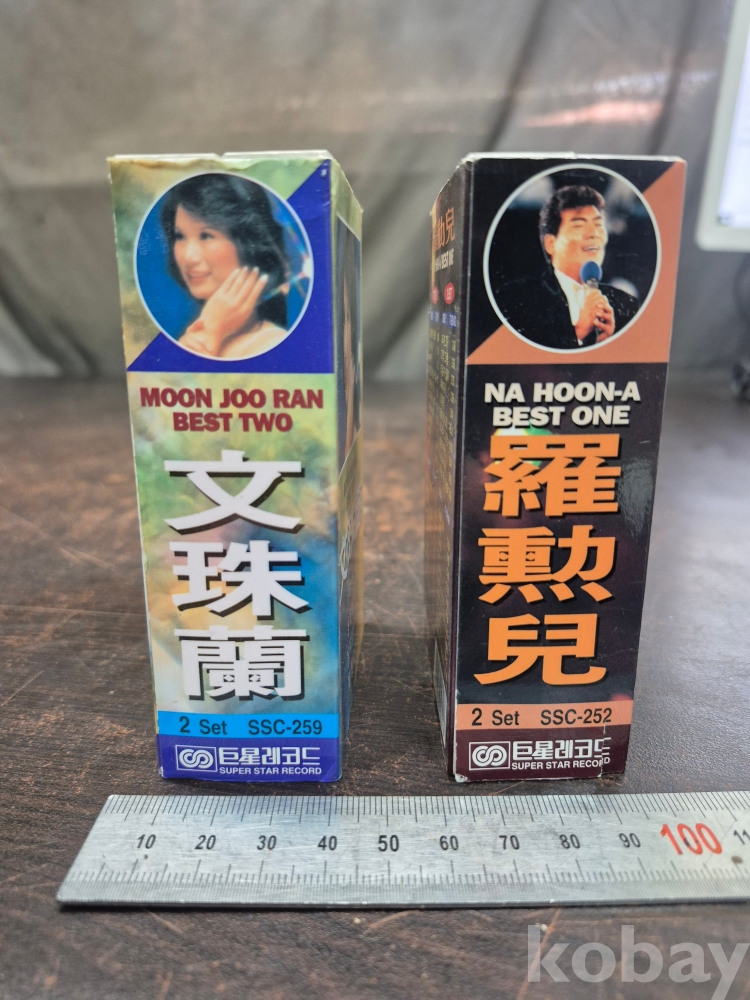 MOON JOO RAN
BEST TWO
文
珠
蘭
2 Set SSC-259
巨星레코드
SUPER STAR RECORD
NA HOON-A
BEST ONE
羅
勳
兒
2 Set SSC-252
巨星레코드
SUPER STAR RECORD
10 20 30 40 50 60 70 80 90 100
kobay